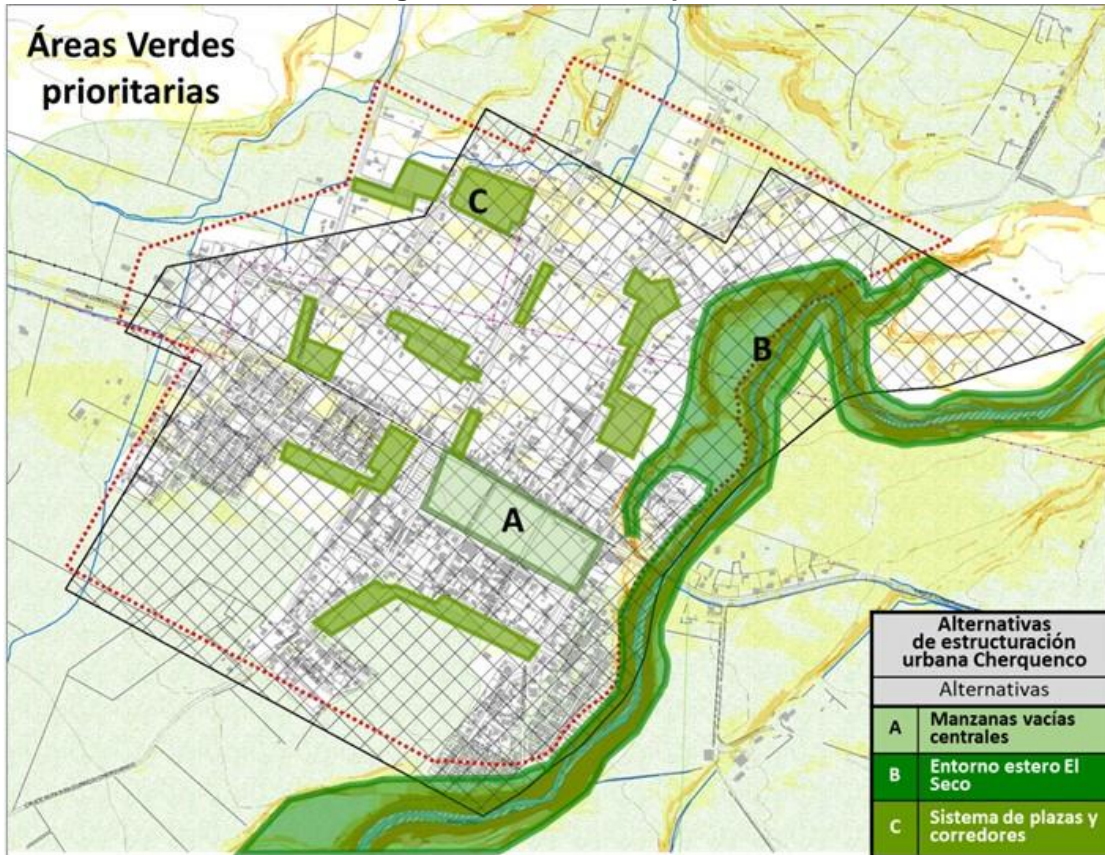 Áreas Verdes
prioritarias
C
B
A
Alternativas
de estructuración
urbana Cherquenco
Alternativas
A Manzanas vacías
centrales
B Entorno estero El
Seco
C Sistema de plazas y
corredores